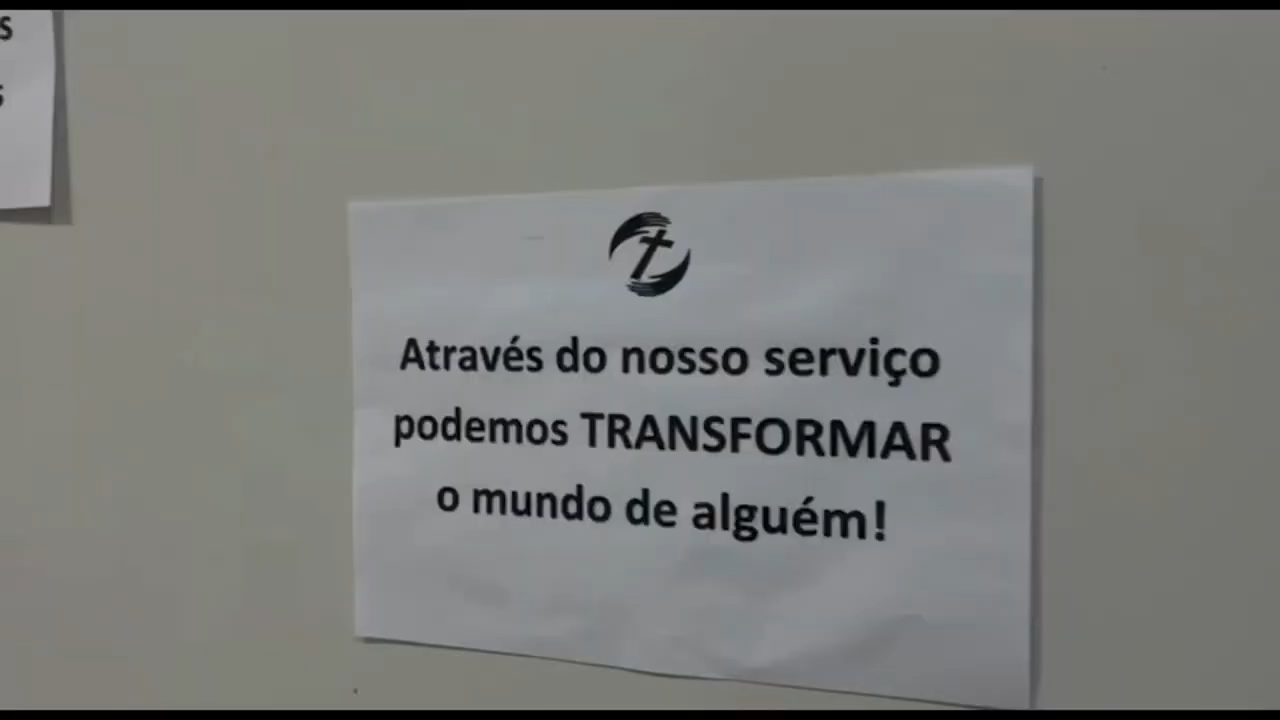 Através do nosso serviço
podemos TRANSFORMAR
o mundo de alguém!